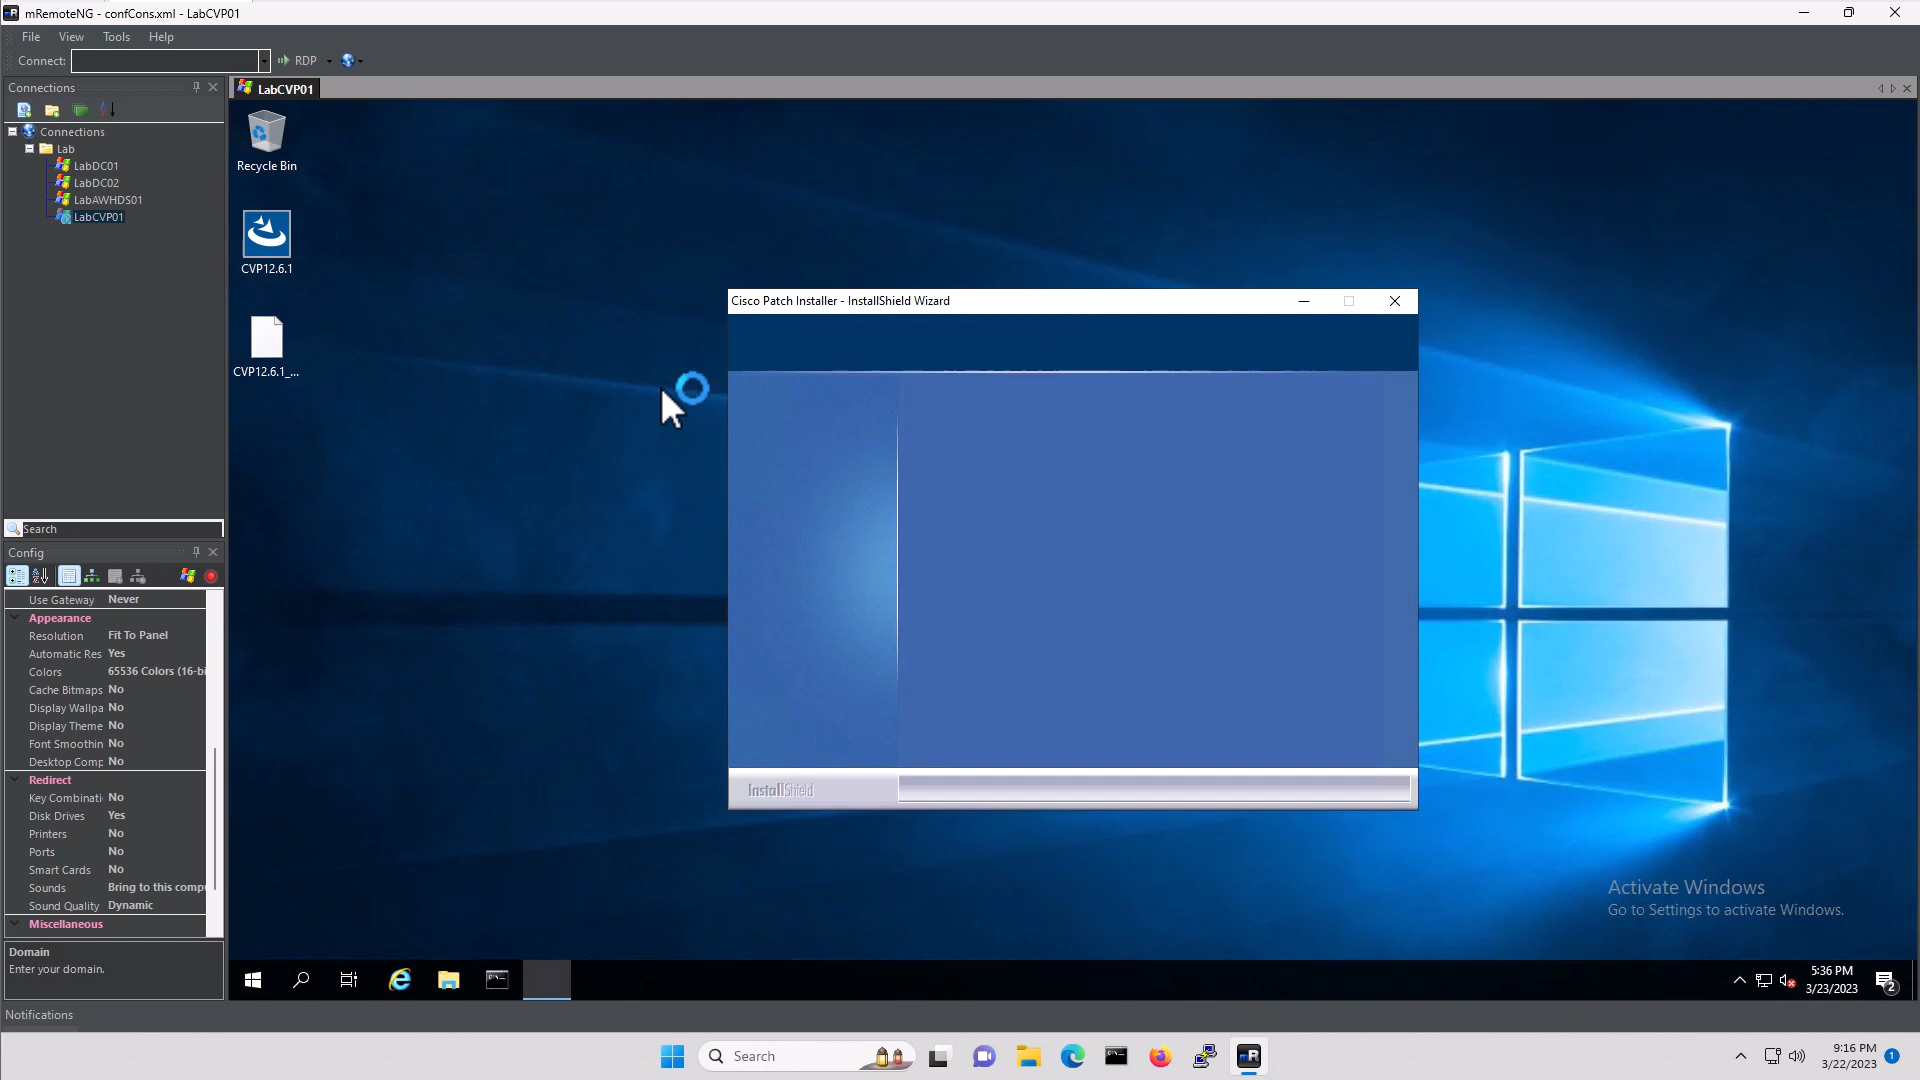 mRemoteNG - confCons.xml - LabCVP01
File View Tools Help
Connect: RDP
Connections
LabCVP01
Connections
Lab
LabDC01
LabDC02
LabAWHDS01
LabCVP01
Recycle Bin
CVP12.6.1
CVP12.6.1_...
Cisco Patch Installer - InstallShield Wizard
InstallShield
Search
Config
Use Gateway Never
Appearance
Resolution Fit To Panel
Automatic Res Yes
Colors 65536 Colors (16-bi
Cache Bitmaps No
Display Wallpa No
Display Theme No
Font Smoothin No
Desktop Comp No
Redirect
Key Combinati No
Disk Drives Yes
Printers No
Ports No
Smart Cards No
Sounds Bring to this compu
Sound Quality Dynamic
Miscellaneous
Domain
Enter your domain.
Activate Windows
Go to Settings to activate Windows.
5:36 PM
3/23/2023
2
Notifications
Search
mR
9:16 PM
3/22/2023
1